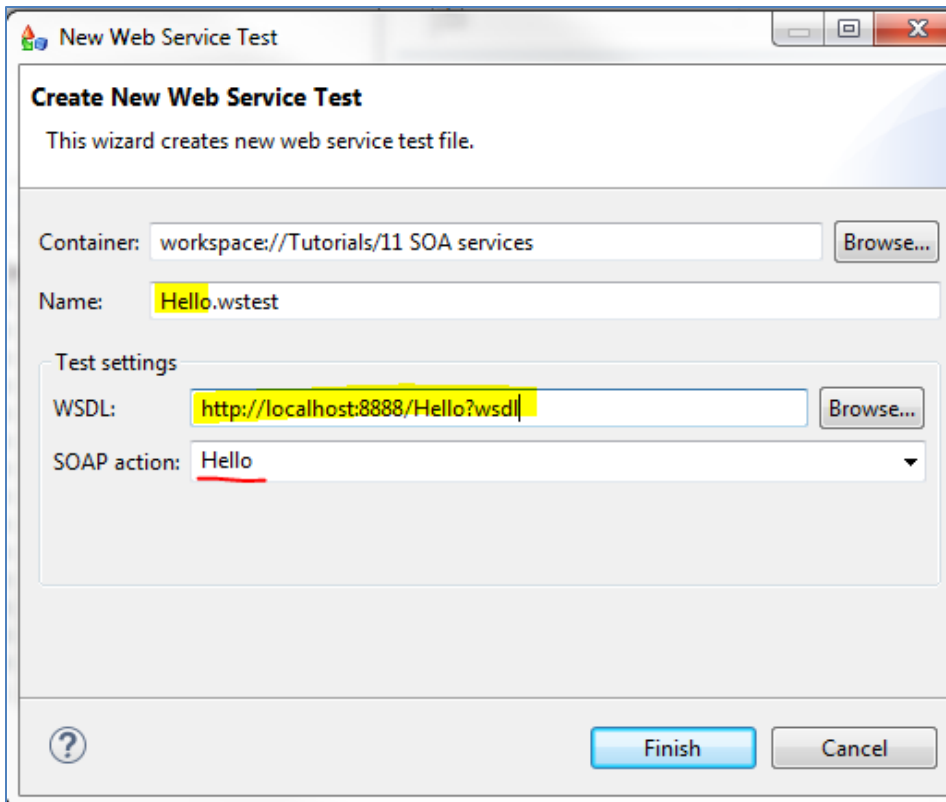 New Web Service Test
Create New Web Service Test
This wizard creates new web service test file.
Container: workspace://Tutorials/11 SOA services Browse...
Name: Hello.wstest
Test settings
WSDL: http://localhost:8888/Hello?wsdl Browse...
SOAP action: Hello
? Finish Cancel